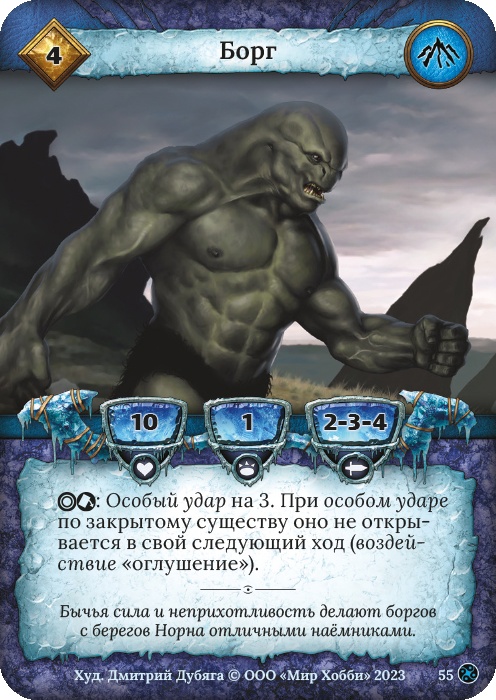 4
Борг
10
1
2-3-4
: Особый удар на 3. При особом ударе
по закрытому существу оно не откры-
вается в свой следующий ход (воздей-
ствие «оглушение»).
Бычья сила и неприхотливость делают боргов
с берегов Норна отличными наёмниками.
Худ. Дмитрий Дубяга © ООО «Мир Хобби» 2023
55